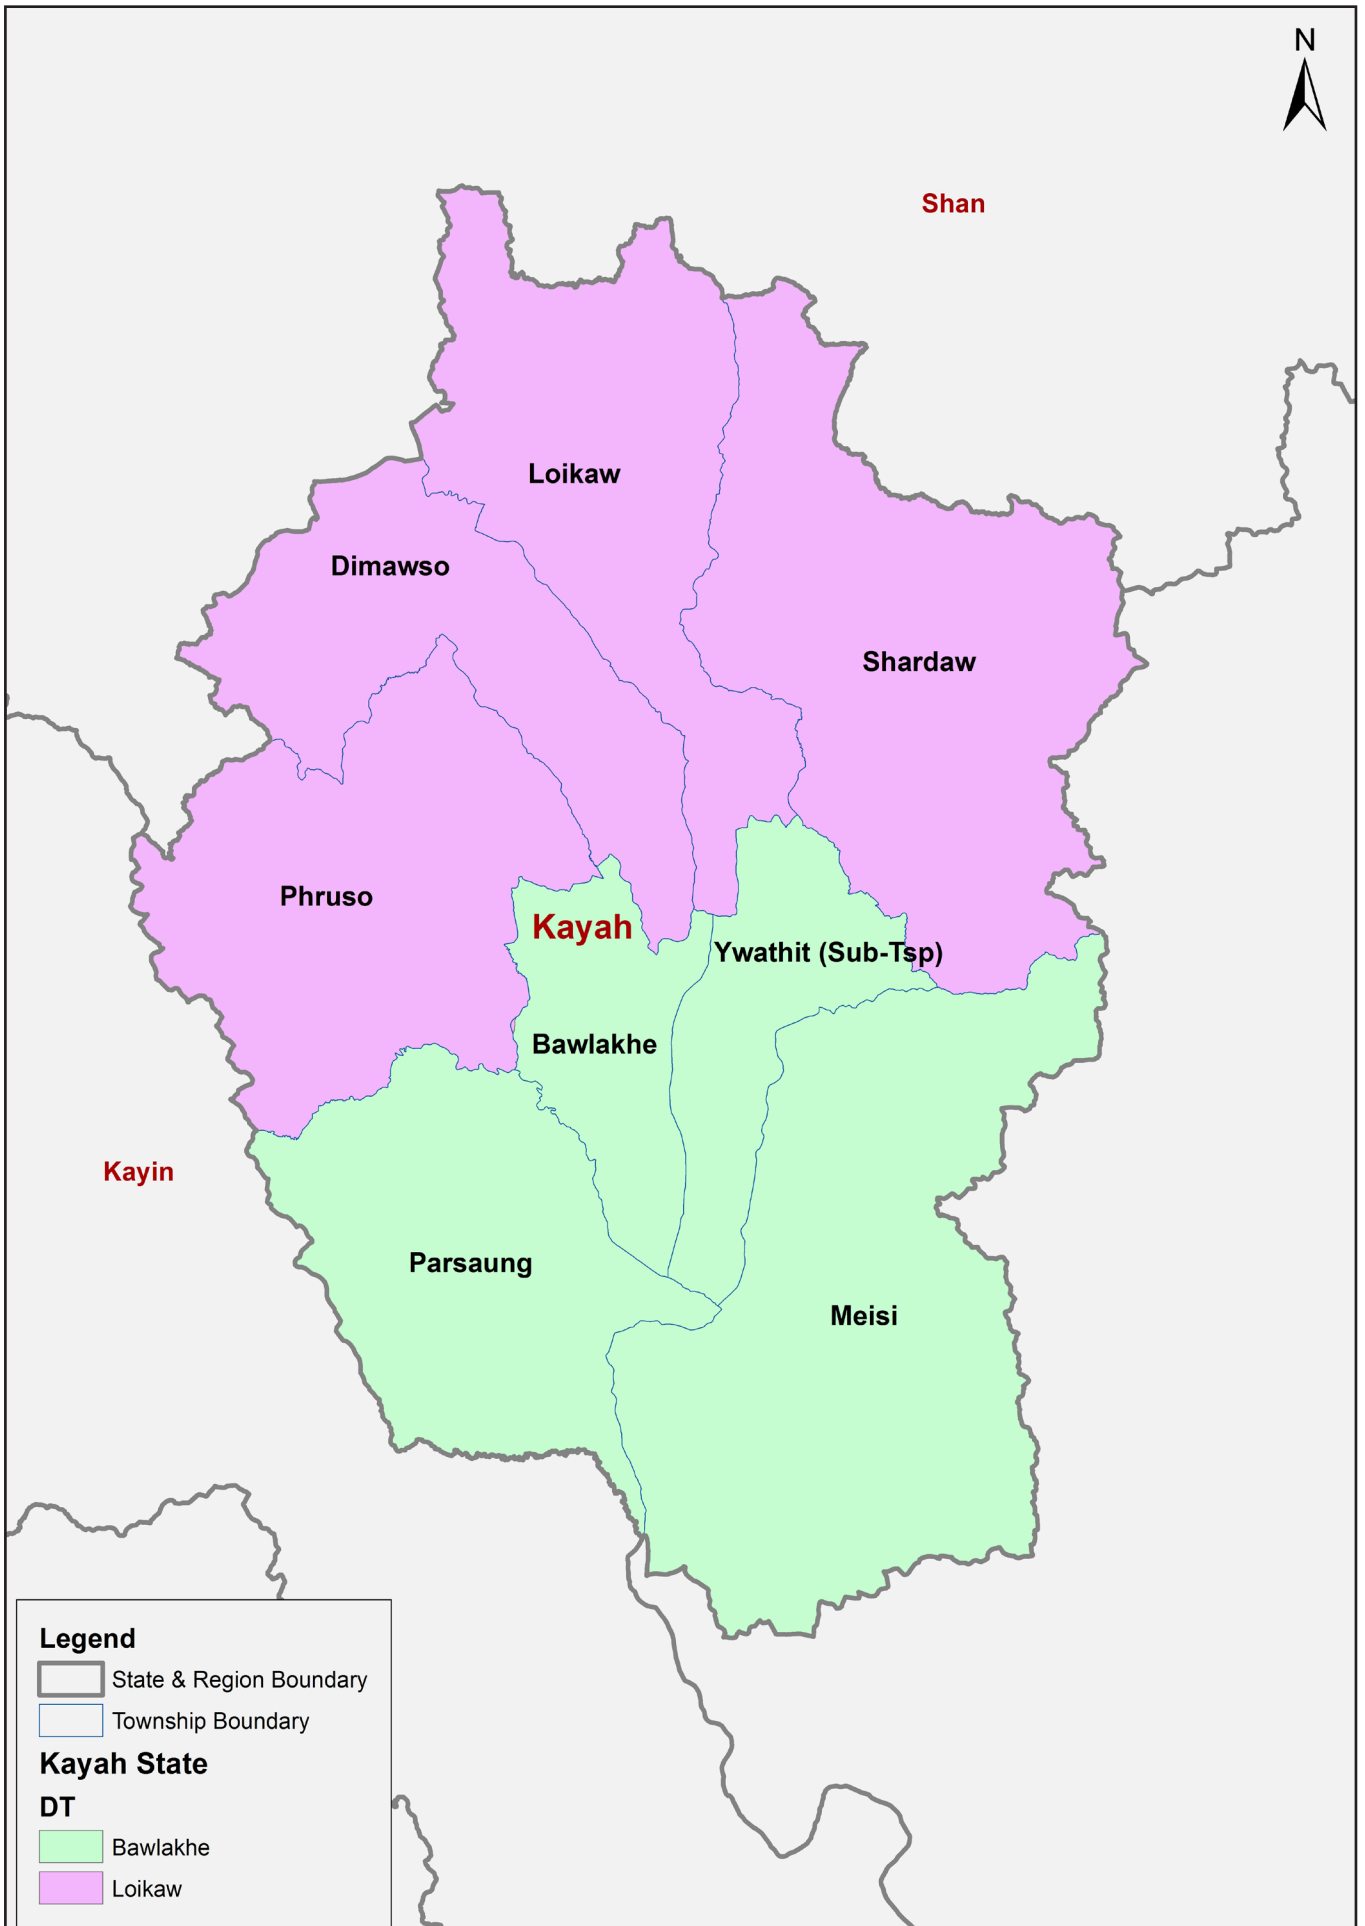 N
Shan
Loikaw
Dimawso
Shardaw
Phruso
Kayah
Ywathit (Sub-Tsp)
Bawlakhe
Kayin
Parsaung
Meisi
Legend
State & Region Boundary
Township Boundary
Kayah State
DT
Bawlakhe
Loikaw